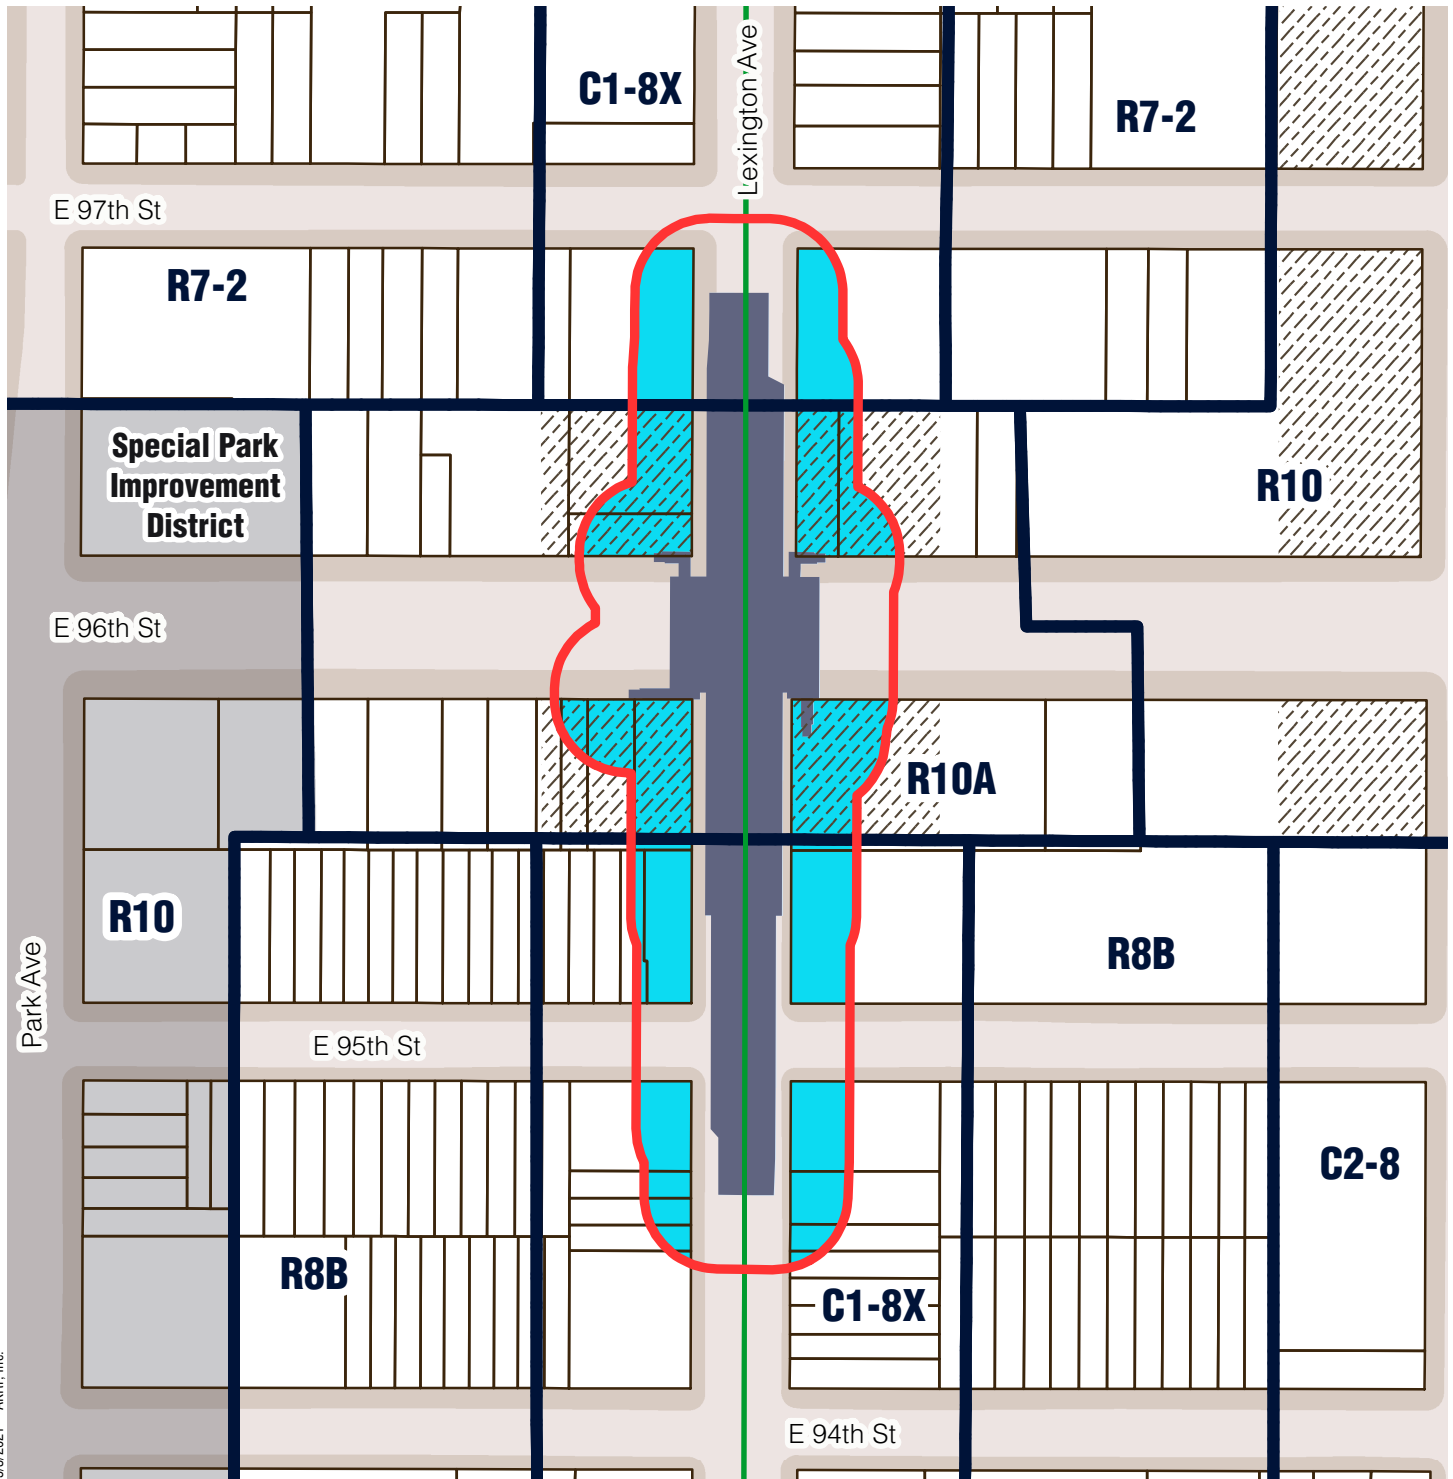 C1-8X
Lexington Ave
R7-2
E 97th St
R7-2
Special Park
Improvement
District
R10
E 96th St
R10A
R10
R8B
Park Ave
E 95th St
C2-8
R8B
C1-8X
E 94th St